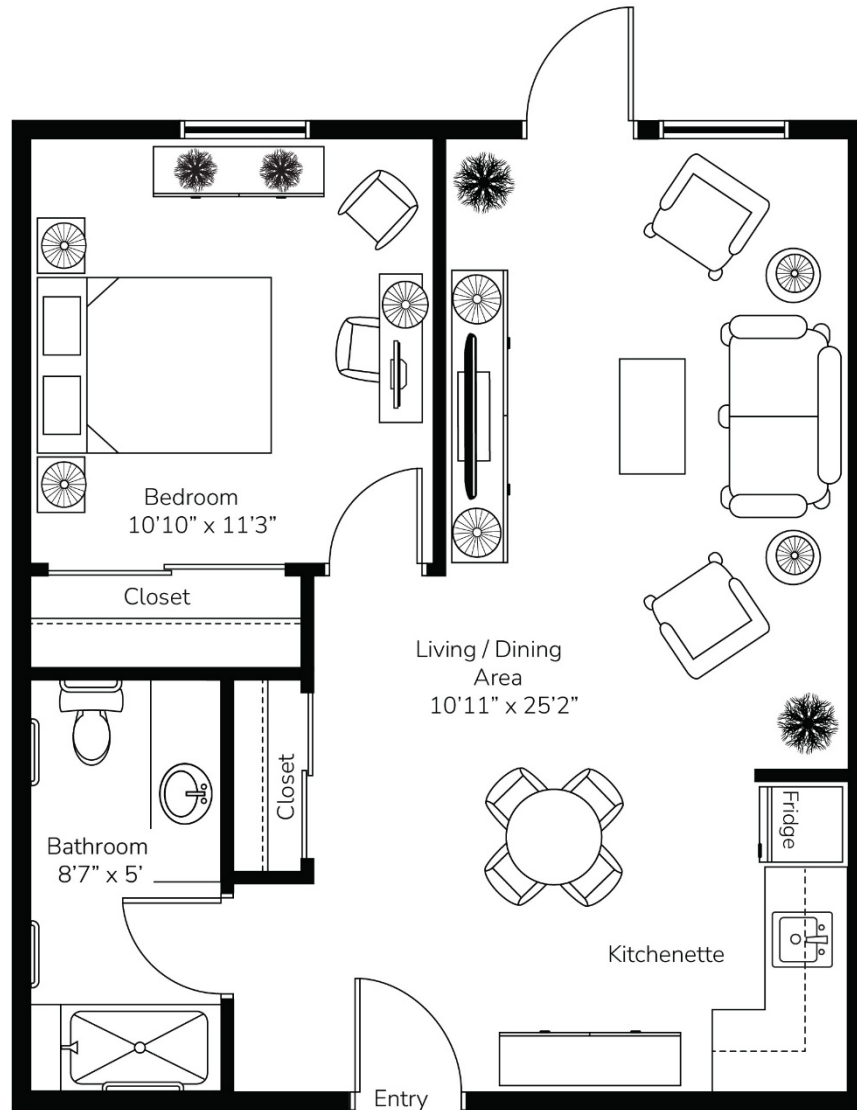 Bedroom
10’10” x 11’3”
Closet
Living / Dining
Area
10’11” x 25’2”
Closet
Fridge
Bathroom
8’7” x 5’
Kitchenette
Entry